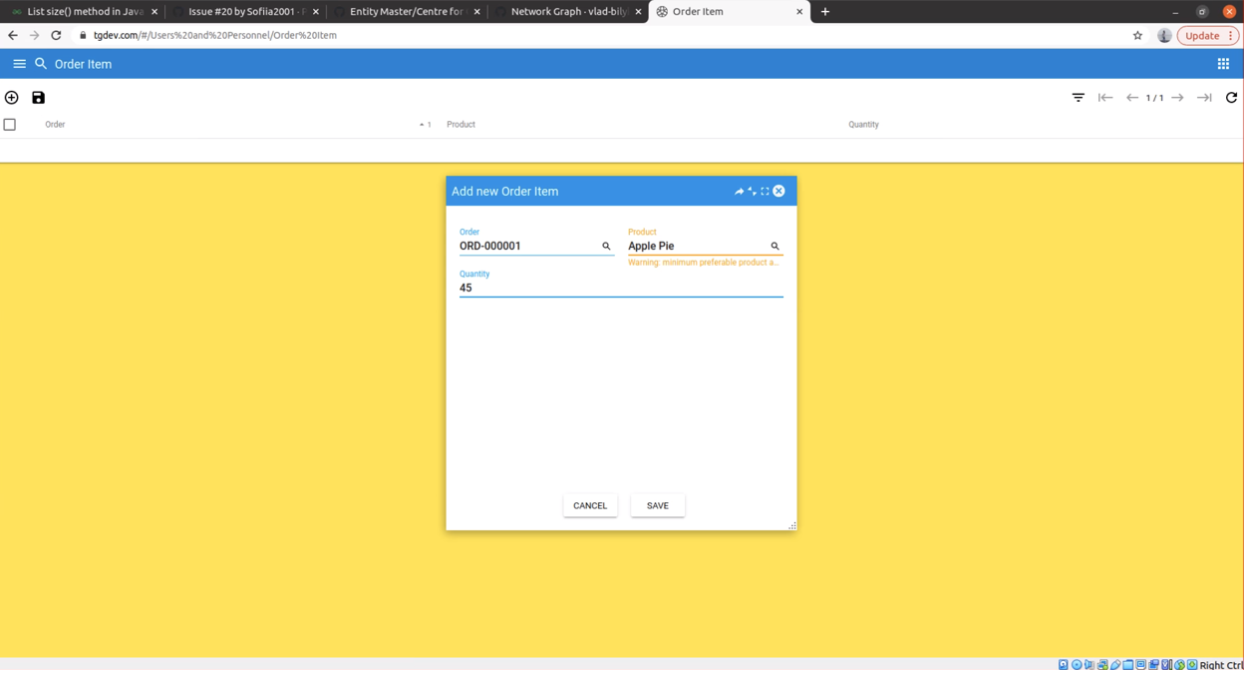 List size() method in Java
Issue #20 by Sofiia2001 ·
Entity Master/Centre for
Network Graph · vlad-bily
Order Item
tgdev.com/#/Users%20and%20Personnel/Order%20Item
Update
Order Item
1 / 1
Order
1
Product
Quantity
Add new Order Item
Order
Product
ORD-000001
Apple Pie
Warning: minimum preferable product a...
Quantity
45
CANCEL
SAVE
Right Ctrl